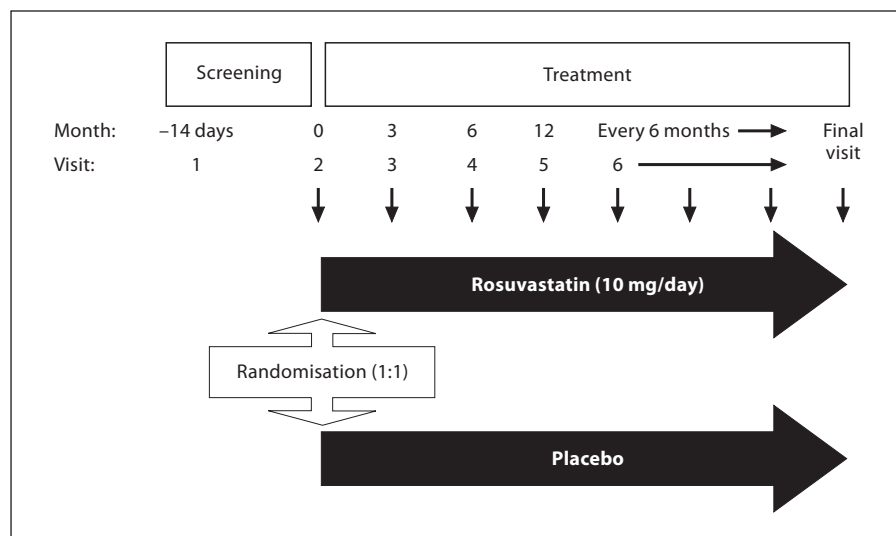 Screening Treatment
Month: –14 days 0 3 6 12 Every 6 months Final
visit
Visit: 1 2 3 4 5 6
Rosuvastatin (10 mg/day)
Randomisation (1:1)
Placebo